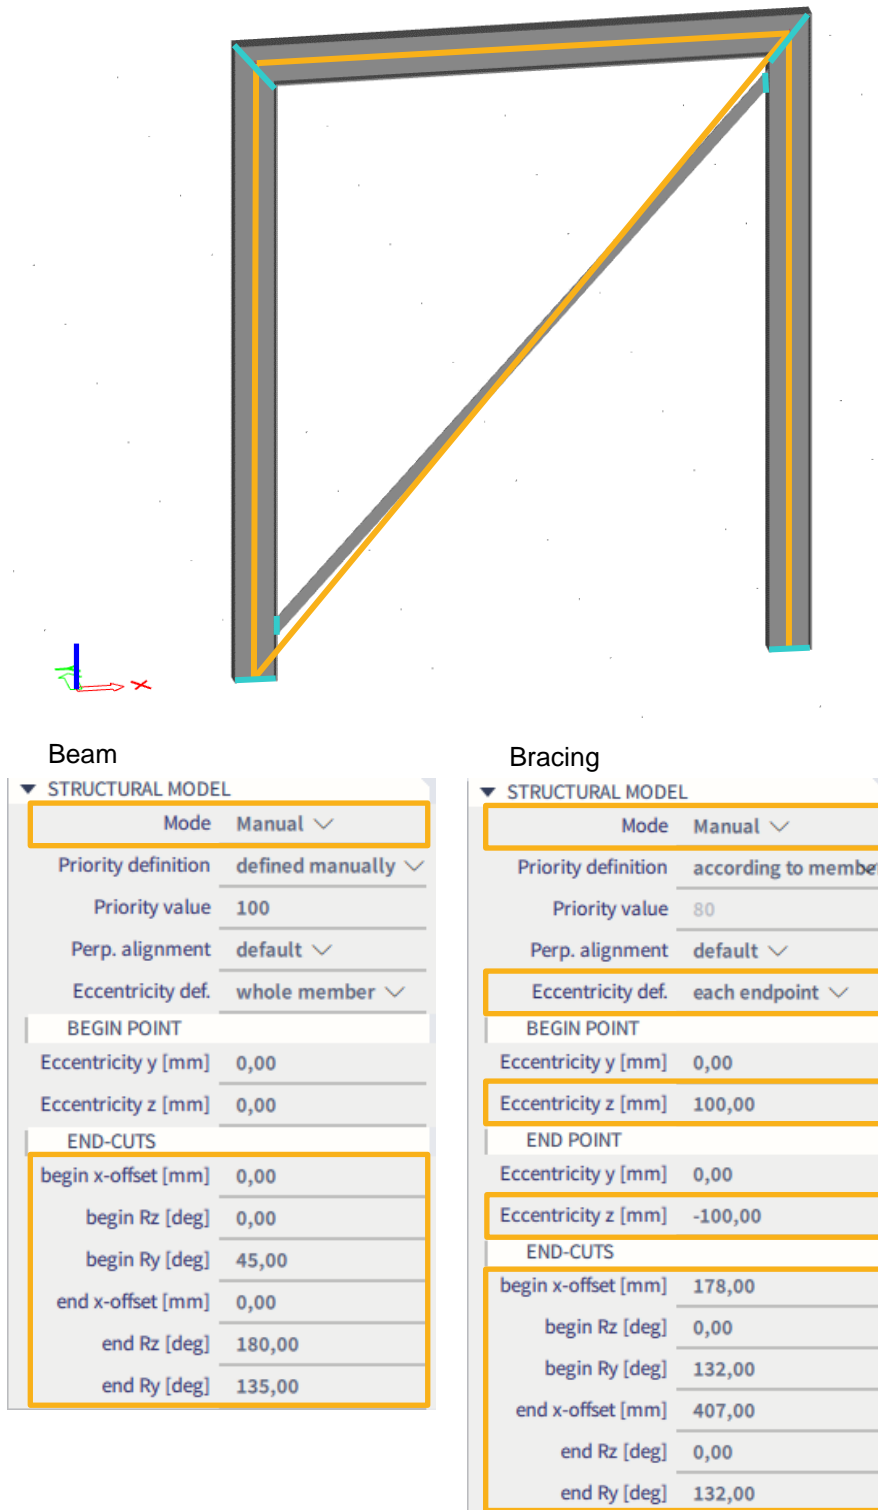 X
Beam
STRUCTURAL MODEL
Mode Manual
Priority definition defined manually
Priority value 100
Perp. alignment default
Eccentricity def. whole member
BEGIN POINT
Eccentricity y [mm] 0,00
Eccentricity z [mm] 0,00
END-CUTS
begin x-offset [mm] 0,00
begin Rz [deg] 0,00
begin Ry [deg] 45,00
end x-offset [mm] 0,00
end Rz [deg] 180,00
end Ry [deg] 135,00
Bracing
STRUCTURAL MODEL
Mode Manual
Priority definition according to member
Priority value 80
Perp. alignment default
Eccentricity def. each endpoint
BEGIN POINT
Eccentricity y [mm] 0,00
Eccentricity z [mm] 100,00
END POINT
Eccentricity y [mm] 0,00
Eccentricity z [mm] -100,00
END-CUTS
begin x-offset [mm] 178,00
begin Rz [deg] 0,00
begin Ry [deg] 132,00
end x-offset [mm] 407,00
end Rz [deg] 0,00
end Ry [deg] 132,00